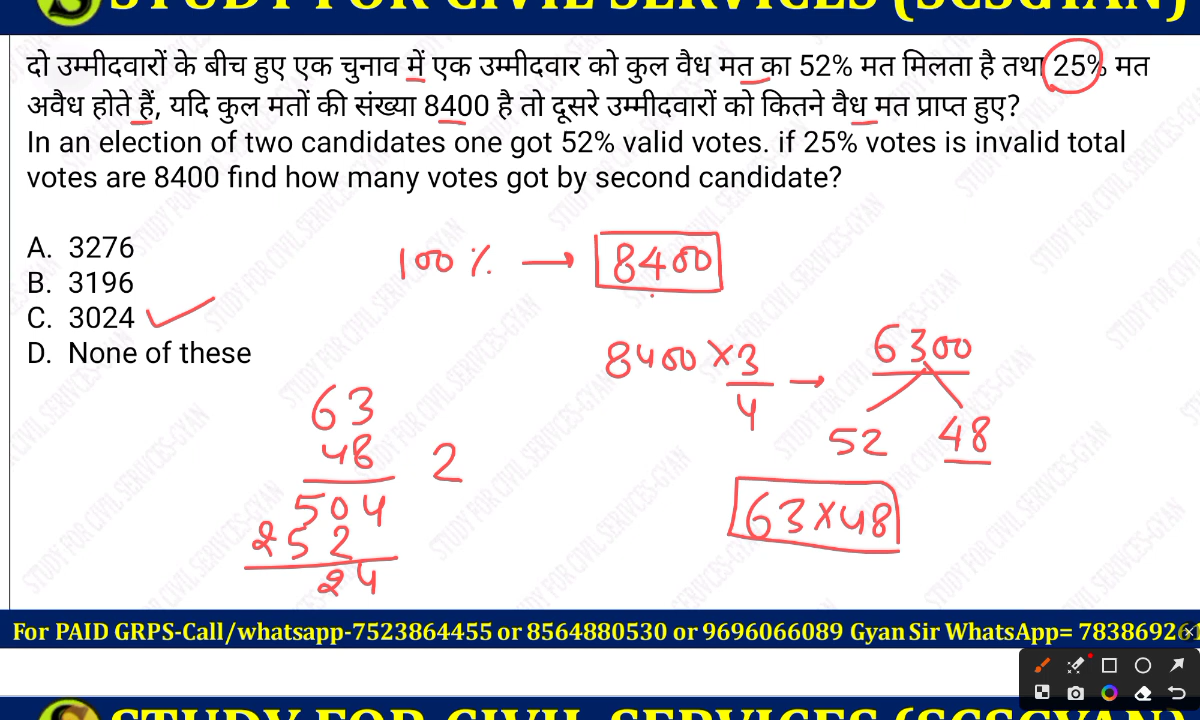 STUDY FOR CIVIL SERVICES (SCSGYAN)
दो उम्मीदवारों के बीच हुए एक चुनाव में एक उम्मीदवार को कुल वैध मत का 52% मत मिलता है तथा 25% मत
अवैध होते हैं, यदि कुल मतों की संख्या 8400 है तो दूसरे उम्मीदवारों को कितने वैध मत प्राप्त हुए?
In an election of two candidates one got 52% valid votes. if 25% votes is invalid total
votes are 8400 find how many votes got by second candidate?
A. 3276
B. 3196
C. 3024
D. None of these
100 % → 8400
8400 × 3/4 → 6300
52 48
63 × 48
63
48 2
504
252
24
For PAID GRPS-Call/whatsapp-7523864455 or 8564880530 or 9696066089 Gyan Sir WhatsApp= 783869261
STUDY FOR CIVIL SERVICES (SCSGYAN)